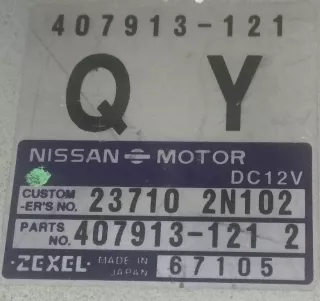 407913-121
Q Y
NISSAN MOTOR
DC12V
CUSTOM
-ER'S NO. 23710 2N102
PARTS
NO. 407913-121 2
·ZEXEL· MADE IN
JAPAN 67105